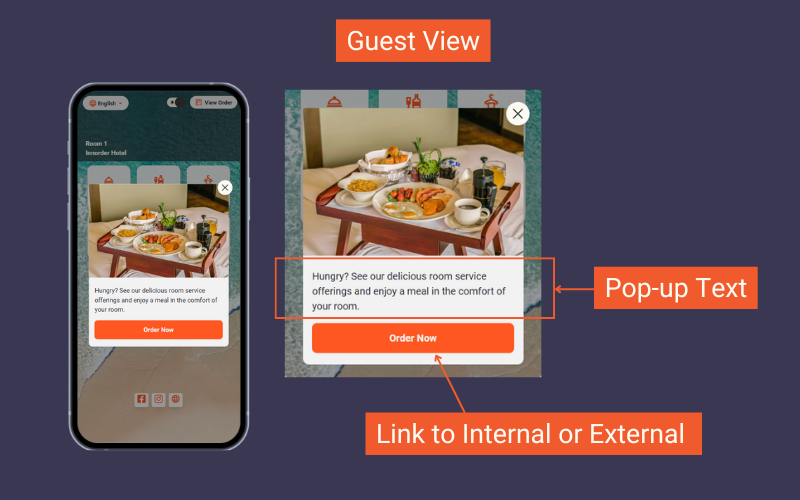 Guest View
English
View Order
Room 1
Innorder Hotel
Hungry? See our delicious room service
offerings and enjoy a meal in the comfort of
your room.
Order Now
Hungry? See our delicious room service
offerings and enjoy a meal in the comfort of
your room.
Order Now
Pop-up Text
Link to Internal or External